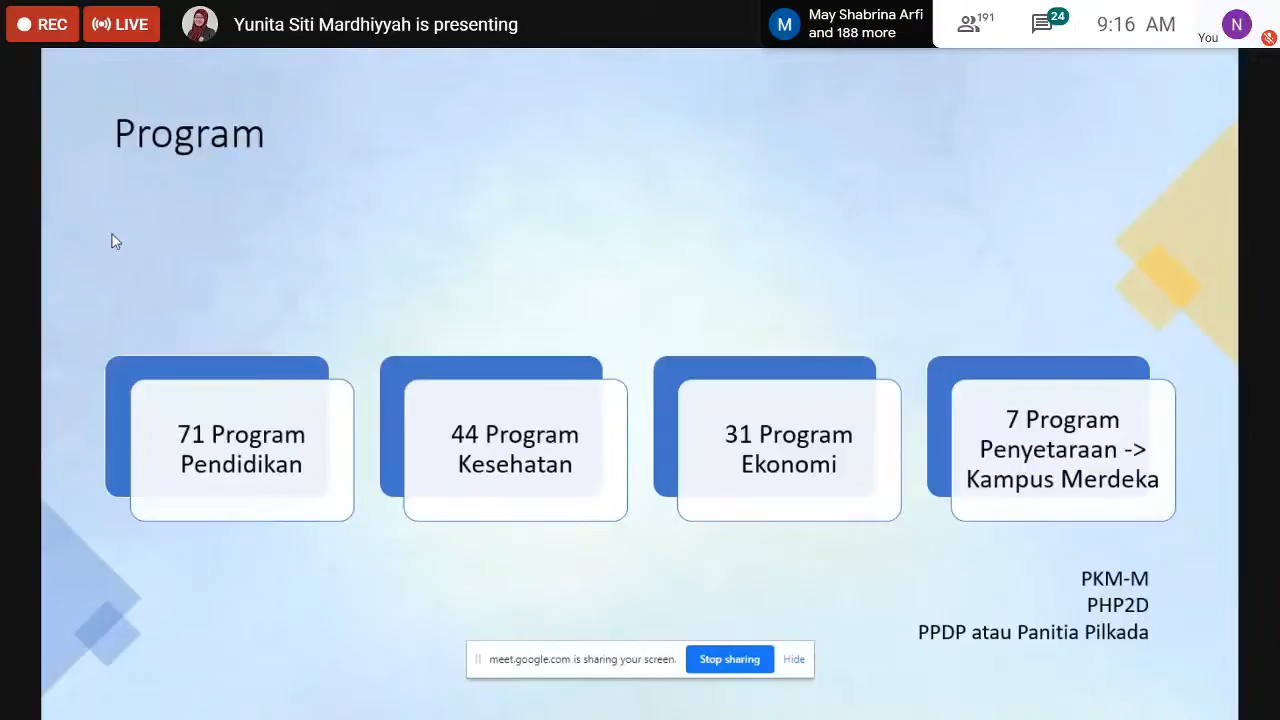 REC
LIVE
Yunita Siti Mardhiyyah is presenting
M
May Shabrina Arfi
and 188 more
191
24
9:16 AM
You
N
Program
71 Program
Pendidikan
44 Program
Kesehatan
31 Program
Ekonomi
7 Program
Penyetaraan ->
Kampus Merdeka
PKM-M
PHP2D
PPDP atau Panitia Pilkada
meet.google.com is sharing your screen.
Stop sharing
Hide